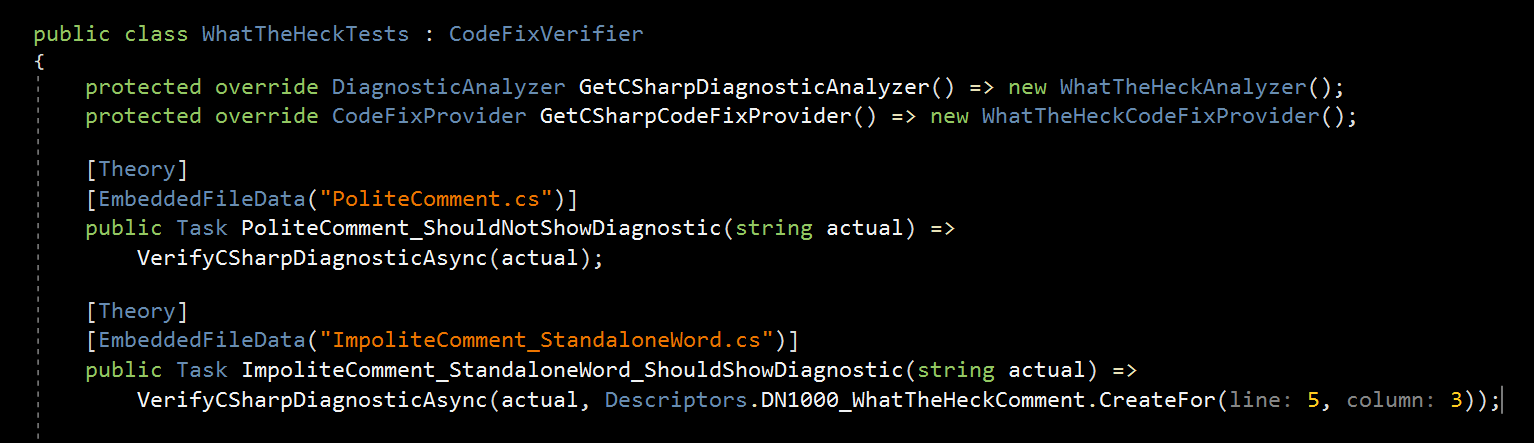 public class WhatTheHeckTests : CodeFixVerifier
{
protected override DiagnosticAnalyzer GetCSharpDiagnosticAnalyzer() => new WhatTheHeckAnalyzer();
protected override CodeFixProvider GetCSharpCodeFixProvider() => new WhatTheHeckCodeFixProvider();
[Theory]
[EmbeddedFileData("PoliteComment.cs")]
public Task PoliteComment_ShouldNotShowDiagnostic(string actual) =>
VerifyCSharpDiagnosticAsync(actual);
[Theory]
[EmbeddedFileData("ImpoliteComment_StandaloneWord.cs")]
public Task ImpoliteComment_StandaloneWord_ShouldShowDiagnostic(string actual) =>
VerifyCSharpDiagnosticAsync(actual, Descriptors.DN1000_WhatTheHeckComment.CreateFor(line: 5, column: 3));